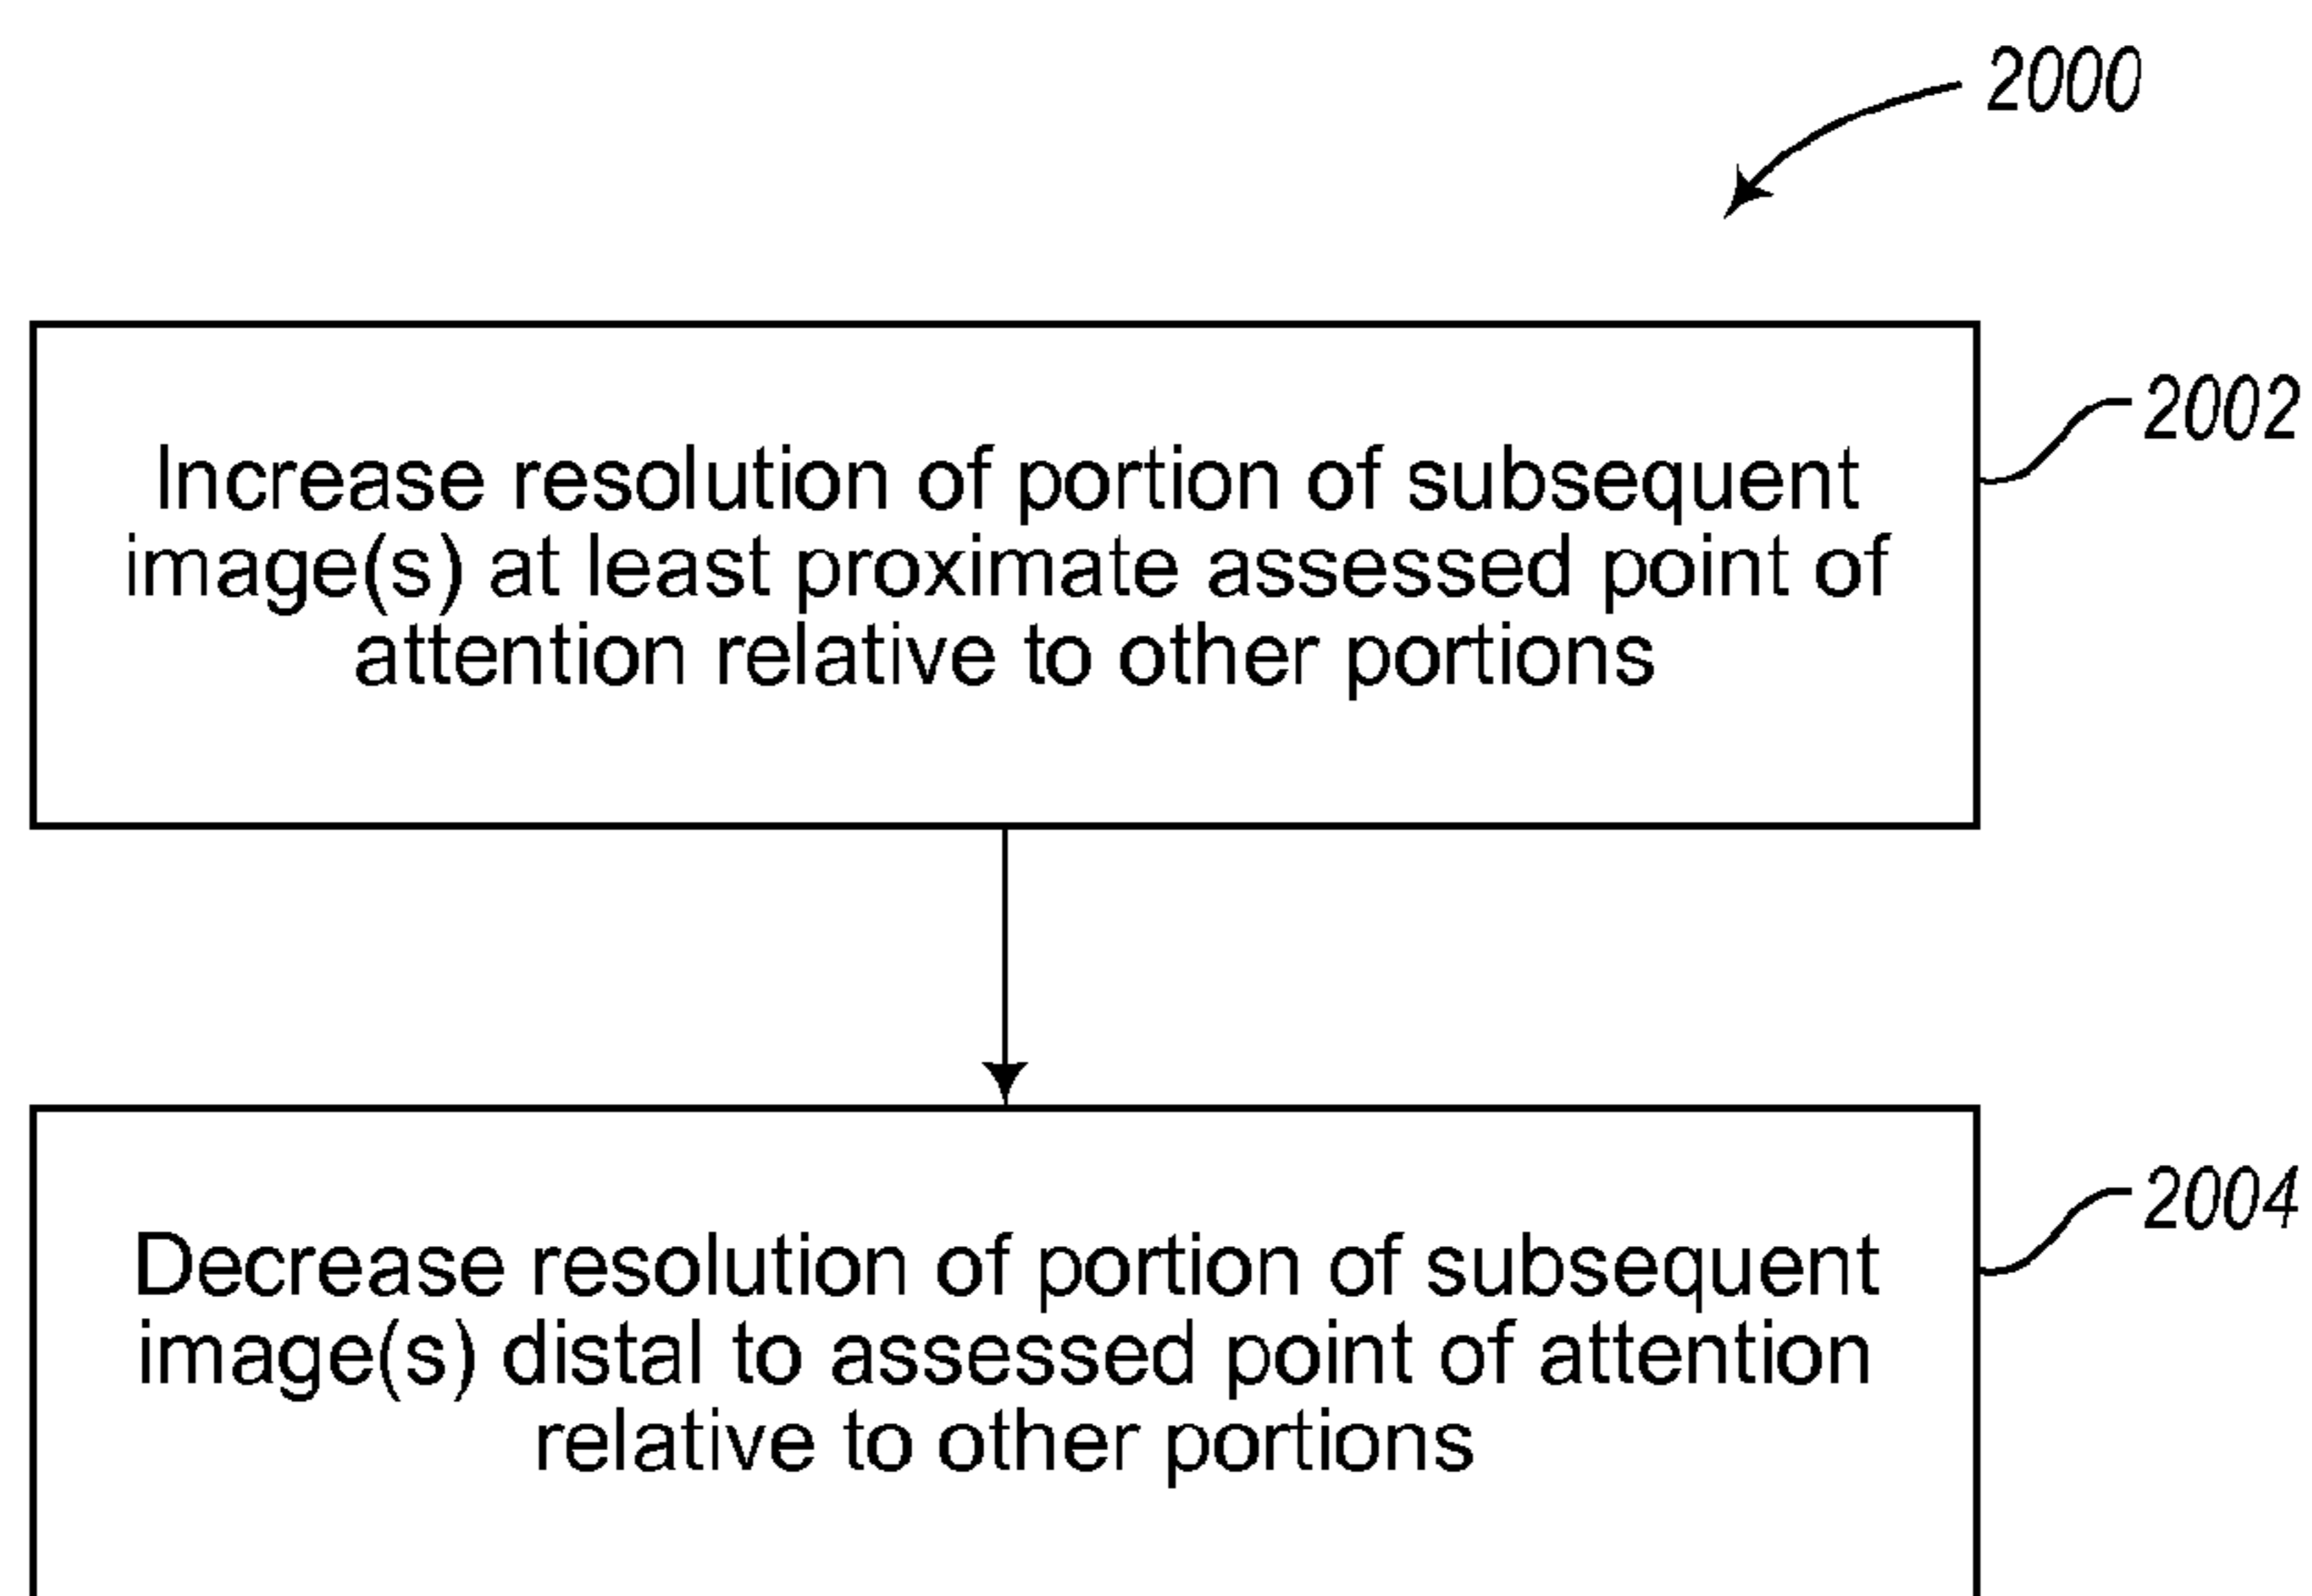 2000
2002
Increase resolution of portion of subsequent
image(s) at least proximate assessed point of
attention relative to other portions
2004
Decrease resolution of portion of subsequent
image(s) distal to assessed point of attention
relative to other portions